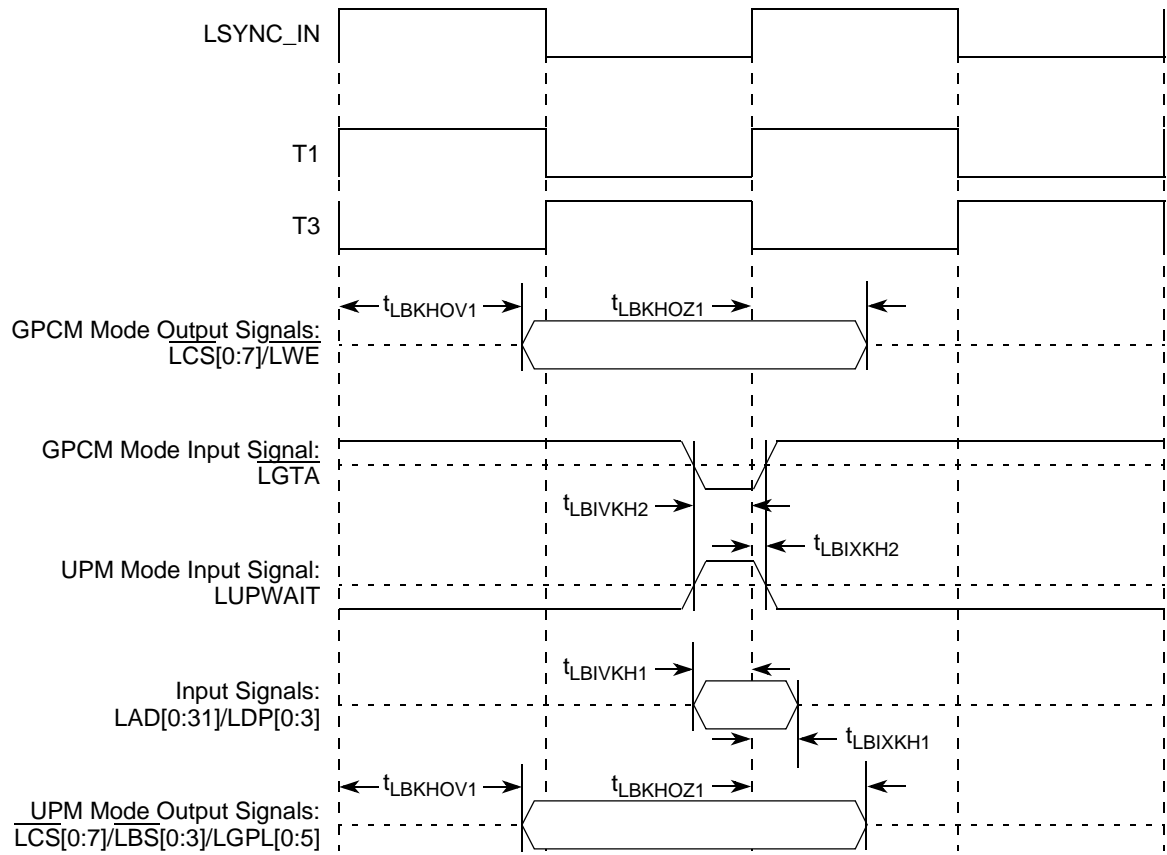 LSYNC_IN
T1
T3
tLBKHOV1 tLBKHOZ1
GPCM Mode Output Signals:
LCS[0:7]/LWE
GPCM Mode Input Signal:
LGTA
tLBIVKH2
tLBIXKH2
UPM Mode Input Signal:
LUPWAIT
tLBIVKH1
Input Signals:
LAD[0:31]/LDP[0:3]
tLBIXKH1
tLBKHOV1 tLBKHOZ1
UPM Mode Output Signals:
LCS[0:7]/LBS[0:3]/LGPL[0:5]